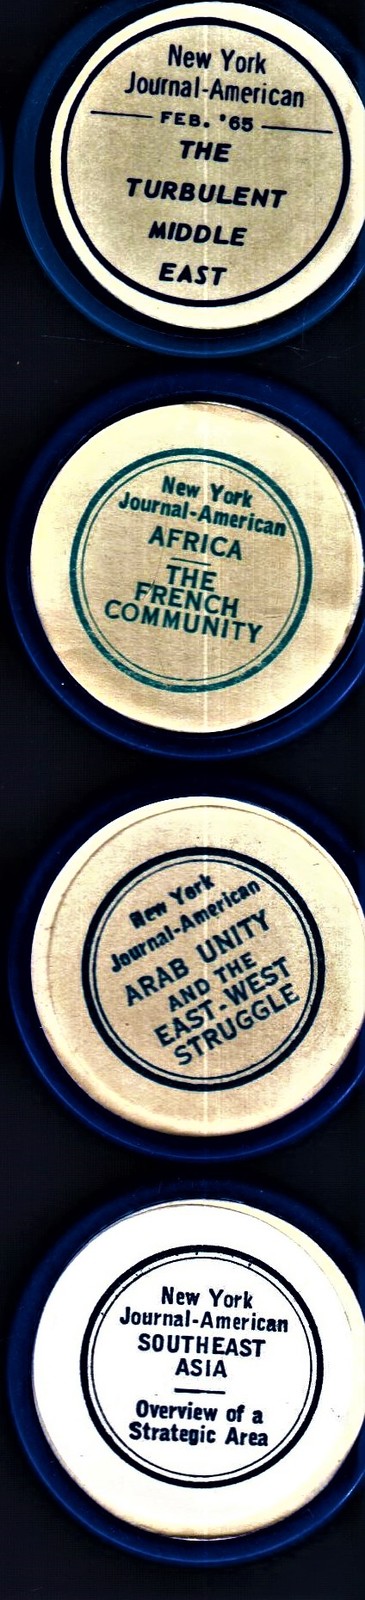 New York
Journal-American
FEB. '65
THE
TURBULENT
MIDDLE
EAST
New York
Journal-American
AFRICA
THE
FRENCH
COMMUNITY
New York
Journal-American
ARAB UNITY
AND THE
EAST-WEST
STRUGGLE
New York
Journal-American
SOUTHEAST
ASIA
Overview of a
Strategic Area